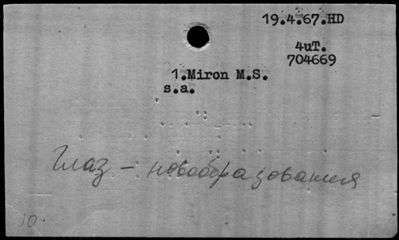 19.4.67.HD
4uT.
704669
1.Miron M.S.
s.a.
Глаз – новообразования
10.